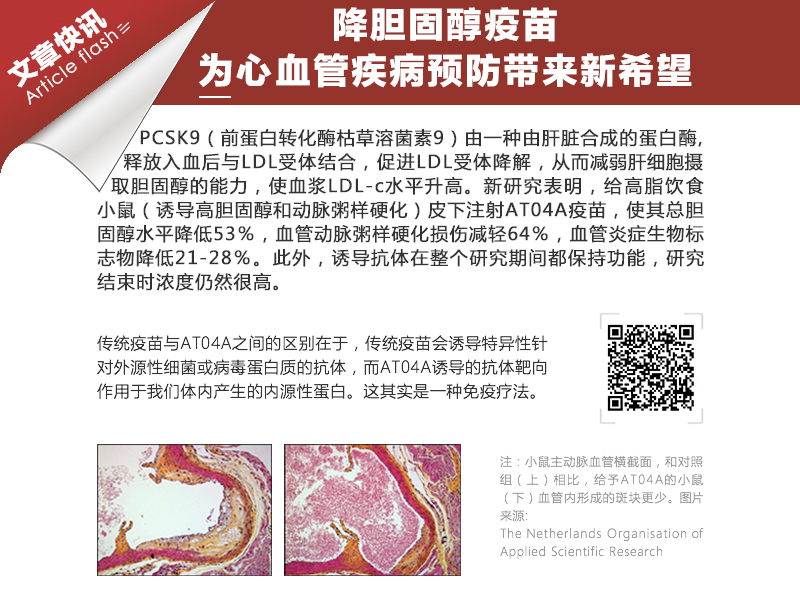 文章快讯
Article flash
降胆固醇疫苗
为心血管疾病预防带来新希望
PCSK9（前蛋白转化酶枯草溶菌素9）由一种由肝脏合成的蛋白酶,
释放入血后与LDL受体结合，促进LDL受体降解，从而减弱肝细胞摄
取胆固醇的能力，使血浆LDL-c水平升高。新研究表明，给高脂饮食
小鼠（诱导高胆固醇和动脉粥样硬化）皮下注射AT04A疫苗，使其总胆
固醇水平降低53%，血管动脉粥样硬化损伤减轻64%，血管炎症生物标
志物降低21-28%。此外，诱导抗体在整个研究期间都保持功能，研究
结束时浓度仍然很高。
传统疫苗与AT04A之间的区别在于，传统疫苗会诱导特异性针
对外源性细菌或病毒蛋白质的抗体，而AT04A诱导的抗体靶向
作用于我们体内产生的内源性蛋白。这其实是一种免疫疗法。
注：小鼠主动脉血管横截面，和对照
组（上）相比，给予AT04A的小鼠
（下）血管内形成的斑块更少。图片
来源:
The Netherlands Organisation of
Applied Scientific Research